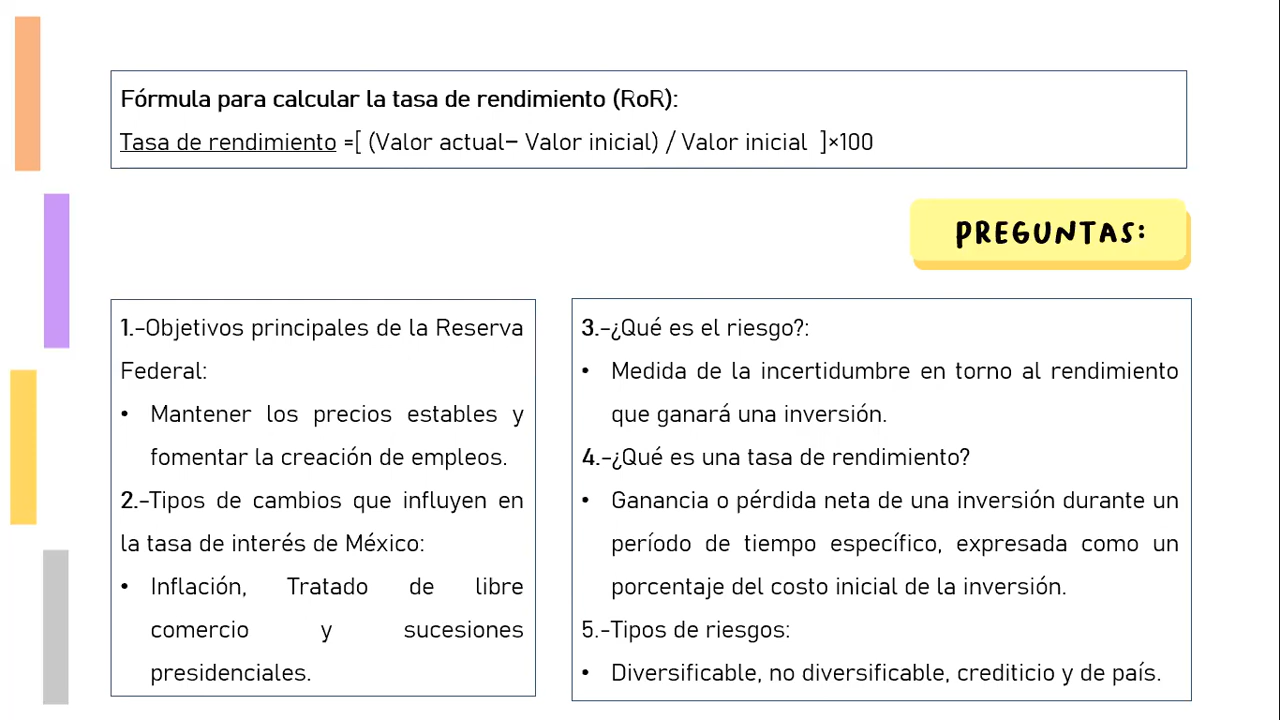 Fórmula para calcular la tasa de rendimiento (RoR):
Tasa de rendimiento =[ (Valor actual− Valor inicial) / Valor inicial ]×100
PREGUNTAS:
1.-Objetivos principales de la Reserva
Federal:
• Mantener los precios estables y
fomentar la creación de empleos.
2.-Tipos de cambios que influyen en
la tasa de interés de México:
• Inflación, Tratado de libre
comercio y sucesiones
presidenciales.
3.-¿Qué es el riesgo?:
• Medida de la incertidumbre en torno al rendimiento
que ganará una inversión.
4.-¿Qué es una tasa de rendimiento?
• Ganancia o pérdida neta de una inversión durante un
período de tiempo específico, expresada como un
porcentaje del costo inicial de la inversión.
5.-Tipos de riesgos:
• Diversificable, no diversificable, crediticio y de país.